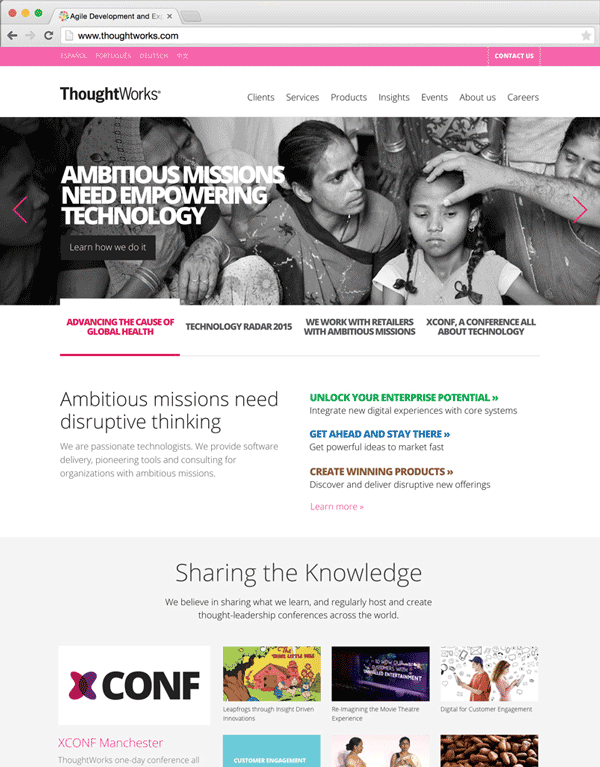 Agile Development and Exp
www.thoughtworks.com
ESPAÑOL PORTUGUÊS DEUTSCH 中文
CONTACT US
ThoughtWorks®
Clients Services Products Insights Events About us Careers
AMBITIOUS MISSIONS
NEED EMPOWERING
TECHNOLOGY
Learn how we do it
ADVANCING THE CAUSE OF
GLOBAL HEALTH
TECHNOLOGY RADAR 2015
WE WORK WITH RETAILERS
WITH AMBITIOUS MISSIONS
XCONF, A CONFERENCE ALL
ABOUT TECHNOLOGY
Ambitious missions need
disruptive thinking
We are passionate technologists. We provide software
delivery, pioneering tools and consulting for
organizations with ambitious missions.
UNLOCK YOUR ENTERPRISE POTENTIAL »
Integrate new digital experiences with core systems
GET AHEAD AND STAY THERE »
Get powerful ideas to market fast
CREATE WINNING PRODUCTS »
Discover and deliver disruptive new offerings
Learn more »
Sharing the Knowledge
We believe in sharing what we learn, and regularly host and create
thought-leadership conferences across the world.
XCONF
XCONF Manchester
ThoughtWorks one-day conference all
The
Leapfrogs through Insight Driven
Innovations
CUSTOMERS WITH
ENTERTAINMENT
Re-Imagining the Movie Theatre
Experience
Digital for Customer Engagement
CUSTOMER ENGAGEMENT